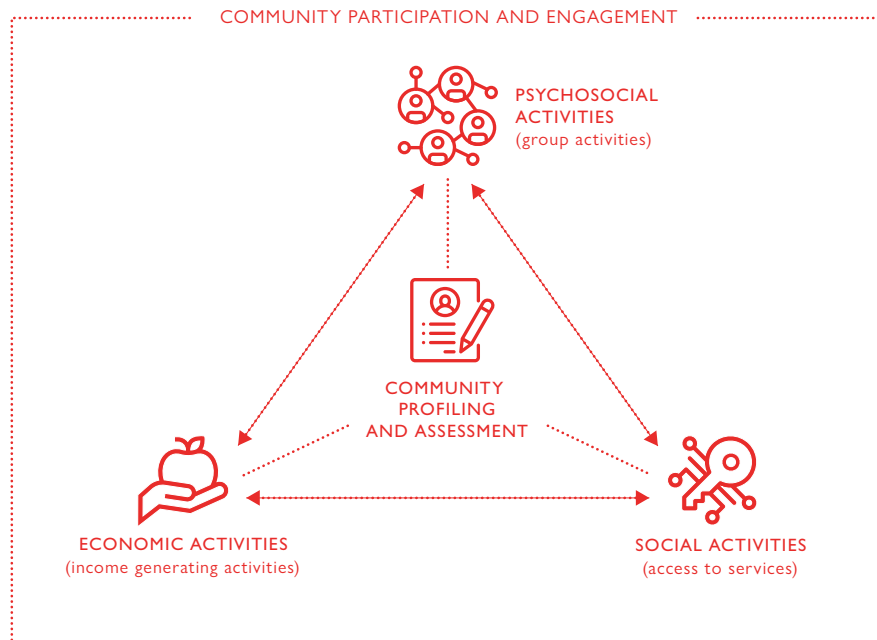 COMMUNITY PARTICIPATION AND ENGAGEMENT
PSYCHOSOCIAL
ACTIVITIES
(group activities)
COMMUNITY
PROFILING
AND ASSESSMENT
ECONOMIC ACTIVITIES
(income generating activities)
SOCIAL ACTIVITIES
(access to services)